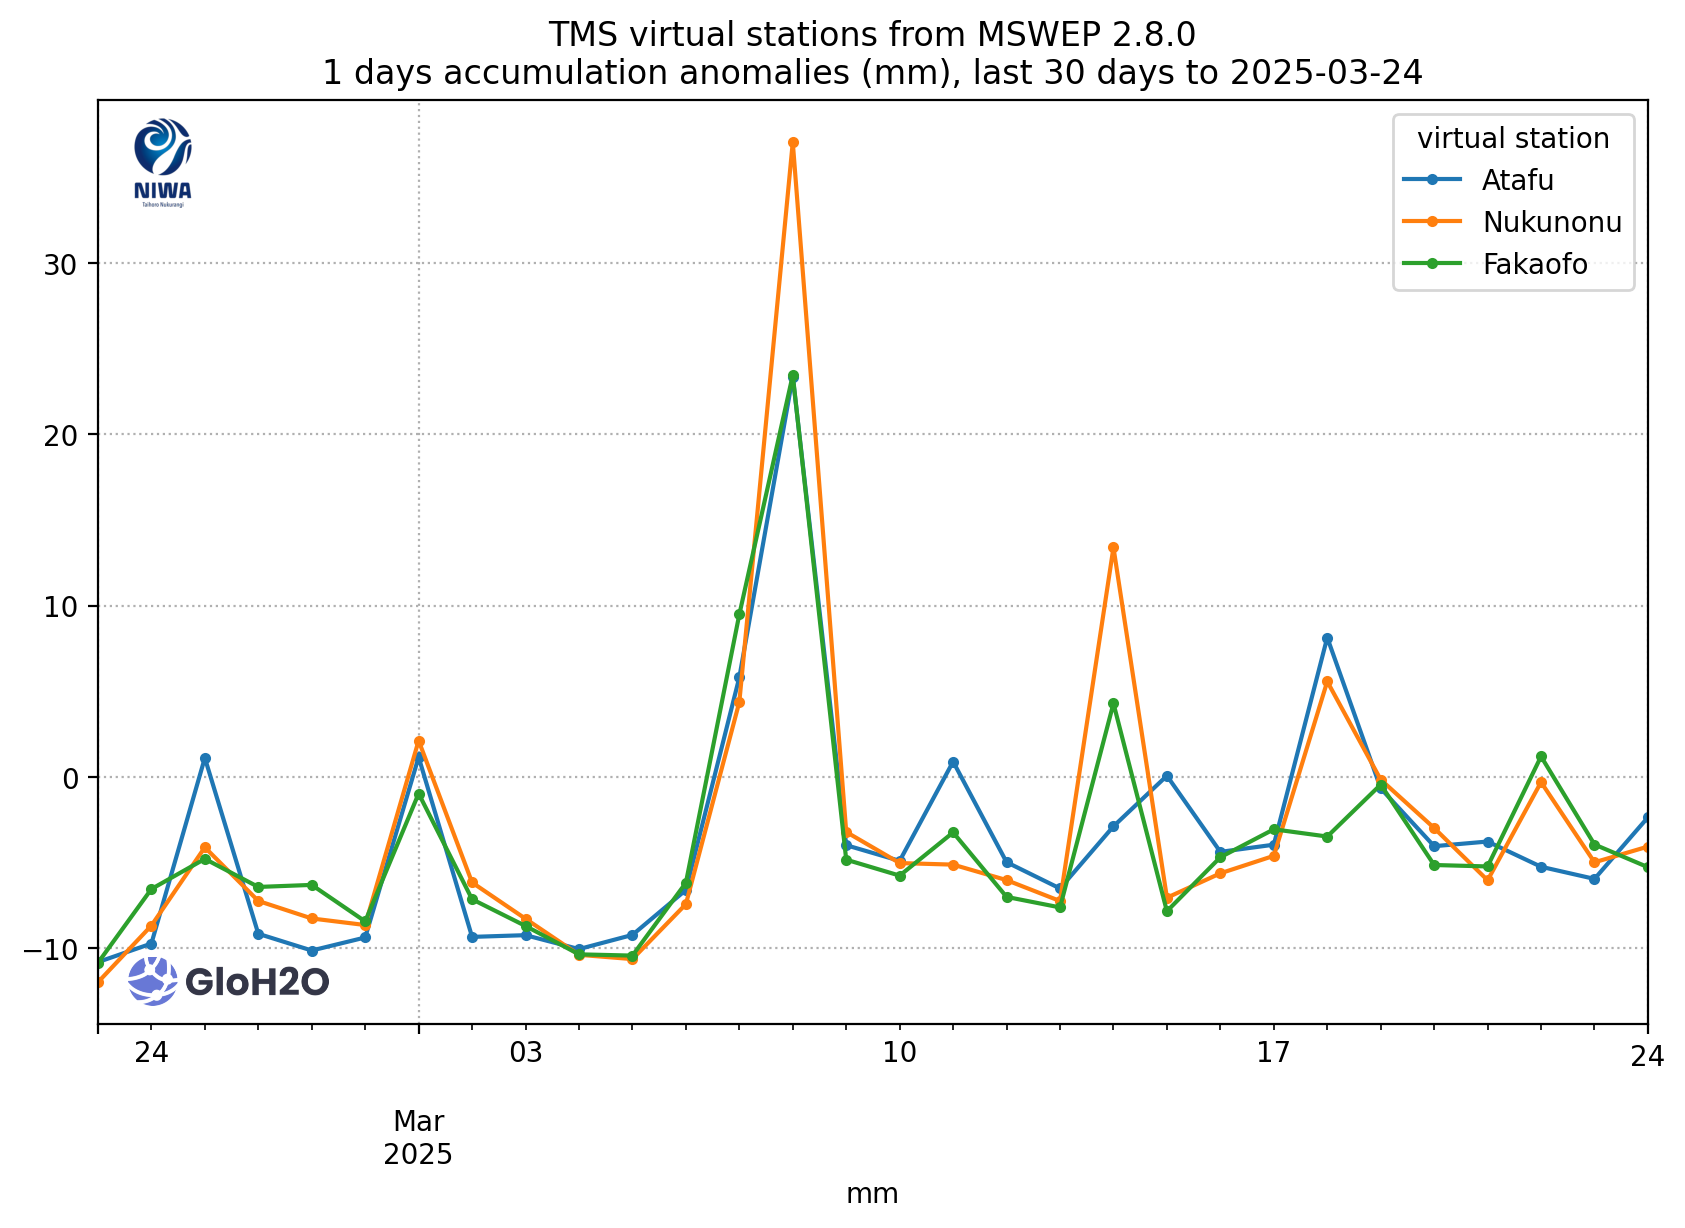 TMS virtual stations from MSWEP 2.8.0
1 days accumulation anomalies (mm), last 30 days to 2025-03-24
NIWA
Taihoro Nukurangi
virtual station
Atafu
Nukunonu
Fakaofo
30
20
10
0
−10
GloH2O
24
03
10
17
24
Mar
2025
mm